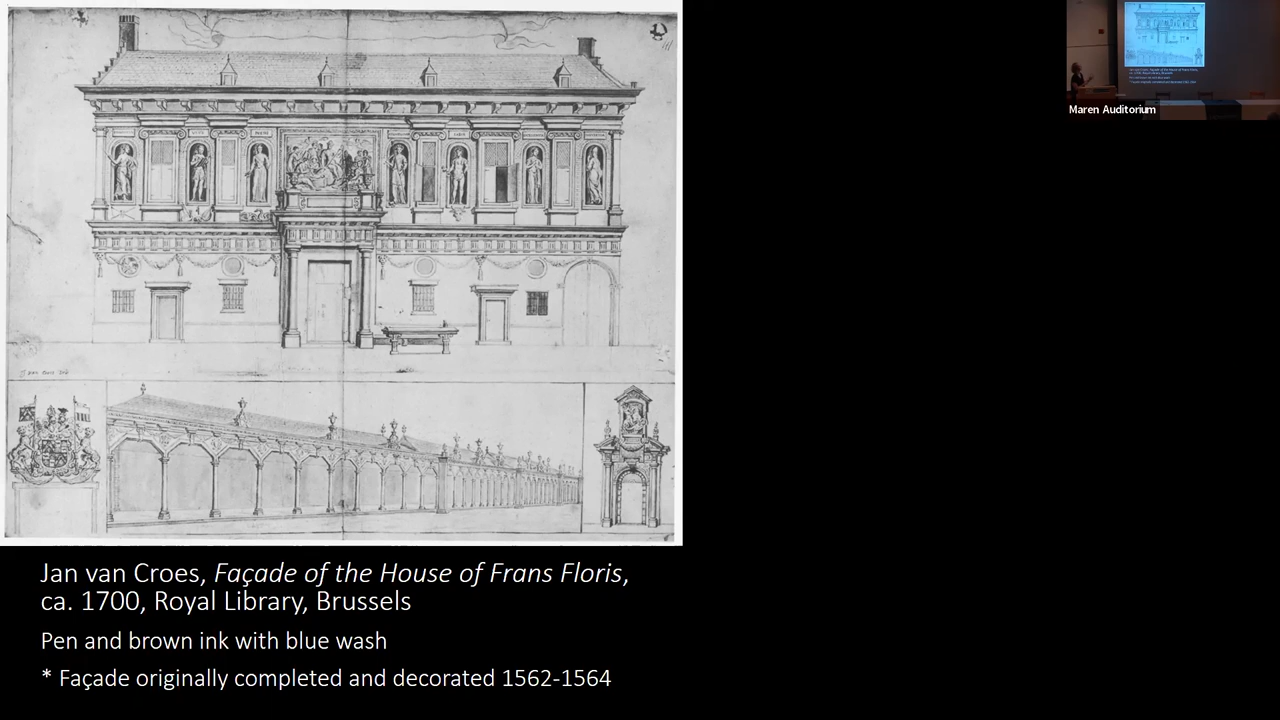 Maren Auditorium
Jan van Croes, Façade of the House of Frans Floris,
ca. 1700, Royal Library, Brussels
Pen and brown ink with blue wash
* Façade originally completed and decorated 1562-1564